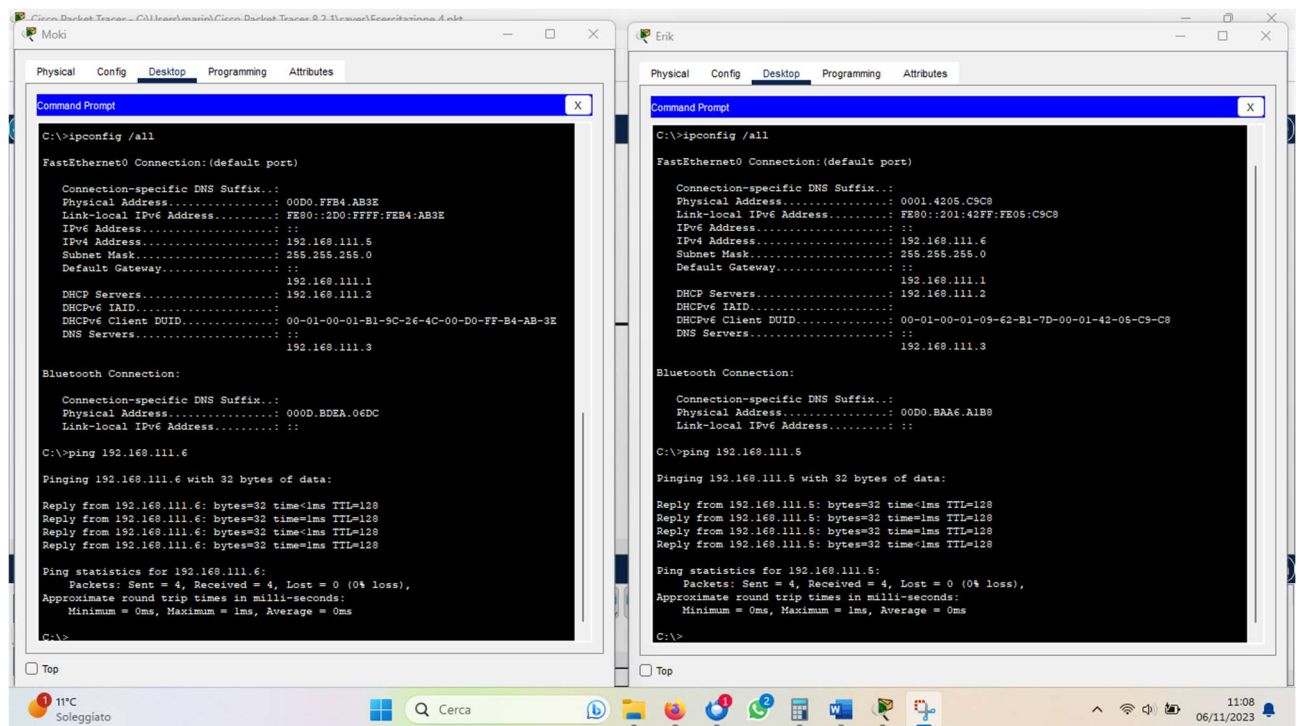 Cisco Packet Tracer - C:\Users\marin\Cisco Packet Tracer 8.2.1\saves\Esercitazione 4.pkt
Moki
Physical Config Desktop Programming Attributes
Command Prompt X
C:\>ipconfig /all
FastEthernet0 Connection:(default port)
Connection-specific DNS Suffix..:
Physical Address................: 00D0.FFB4.AB3E
Link-local IPv6 Address.........: FE80::2D0:FFFF:FEB4:AB3E
IPv6 Address....................: ::
IPv4 Address....................: 192.168.111.5
Subnet Mask.....................: 255.255.255.0
Default Gateway.................: ::
192.168.111.1
DHCP Servers....................: 192.168.111.2
DHCPv6 IAID.....................:
DHCPv6 Client DUID..............: 00-01-00-01-B1-9C-26-4C-00-D0-FF-B4-AB-3E
DNS Servers.....................: ::
192.168.111.3
Bluetooth Connection:
Connection-specific DNS Suffix..:
Physical Address................: 000D.BDEA.06DC
Link-local IPv6 Address.........: ::
C:\>ping 192.168.111.6
Pinging 192.168.111.6 with 32 bytes of data:
Reply from 192.168.111.6: bytes=32 time<1ms TTL=128
Reply from 192.168.111.6: bytes=32 time=1ms TTL=128
Reply from 192.168.111.6: bytes=32 time<1ms TTL=128
Reply from 192.168.111.6: bytes=32 time=1ms TTL=128
Ping statistics for 192.168.111.6:
Packets: Sent = 4, Received = 4, Lost = 0 (0% loss),
Approximate round trip times in milli-seconds:
Minimum = 0ms, Maximum = 1ms, Average = 0ms
C:\>
Top
Erik
Physical Config Desktop Programming Attributes
Command Prompt X
C:\>ipconfig /all
FastEthernet0 Connection:(default port)
Connection-specific DNS Suffix..:
Physical Address................: 0001.4205.C9C8
Link-local IPv6 Address.........: FE80::201:42FF:FE05:C9C8
IPv6 Address....................: ::
IPv4 Address....................: 192.168.111.6
Subnet Mask.....................: 255.255.255.0
Default Gateway.................: ::
192.168.111.1
DHCP Servers....................: 192.168.111.2
DHCPv6 IAID.....................:
DHCPv6 Client DUID..............: 00-01-00-01-09-62-B1-7D-00-01-42-05-C9-C8
DNS Servers.....................: ::
192.168.111.3
Bluetooth Connection:
Connection-specific DNS Suffix..:
Physical Address................: 00D0.BAA6.A1B8
Link-local IPv6 Address.........: ::
C:\>ping 192.168.111.5
Pinging 192.168.111.5 with 32 bytes of data:
Reply from 192.168.111.5: bytes=32 time<1ms TTL=128
Reply from 192.168.111.5: bytes=32 time=1ms TTL=128
Reply from 192.168.111.5: bytes=32 time=1ms TTL=128
Reply from 192.168.111.5: bytes=32 time<1ms TTL=128
Ping statistics for 192.168.111.5:
Packets: Sent = 4, Received = 4, Lost = 0 (0% loss),
Approximate round trip times in milli-seconds:
Minimum = 0ms, Maximum = 1ms, Average = 0ms
C:\>
Top
1
11°C
Soleggiato
Cerca
1
2
11:08
06/11/2023